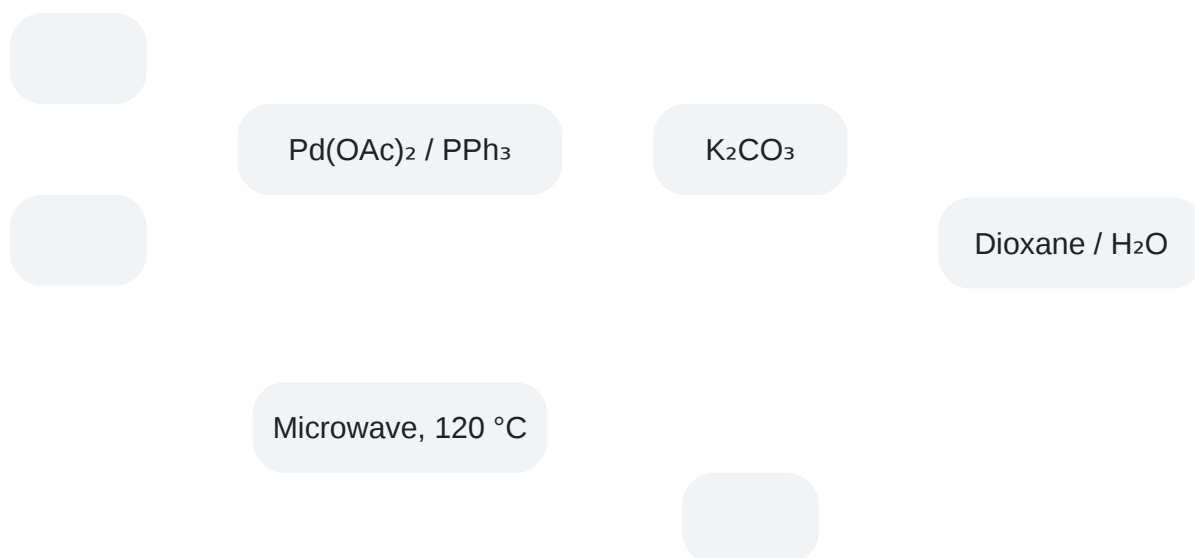 Pd(OAc)₂ / PPh₃
K₂CO₃
Dioxane / H₂O
Microwave, 120 °C